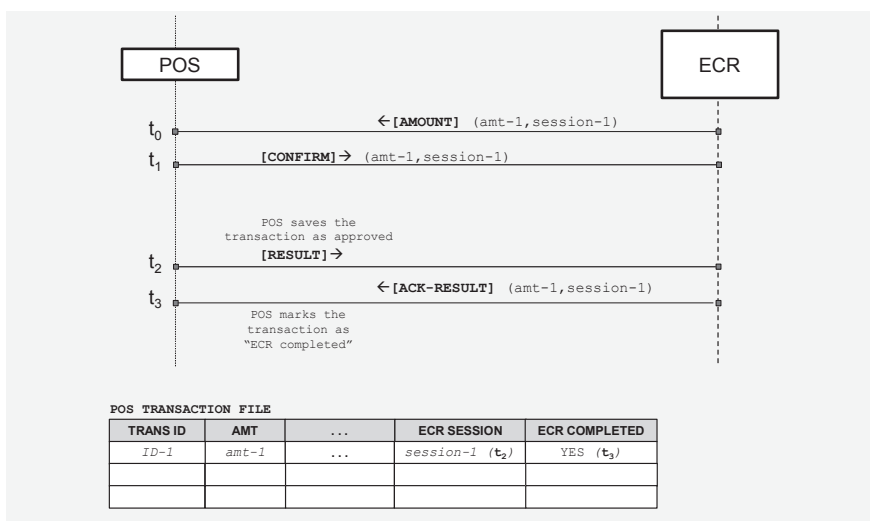 POS
ECR
t0 ←[AMOUNT] (amt-1,session-1)
t1 [CONFIRM]→ (amt-1,session-1)
POS saves the
transaction as approved
t2 [RESULT]→
t3 ←[ACK-RESULT] (amt-1,session-1)
POS marks the
transaction as
“ECR completed”
POS TRANSACTION FILE
TRANS ID AMT ... ECR SESSION ECR COMPLETED
ID-1 amt-1 ... session-1 (t2) YES (t3)